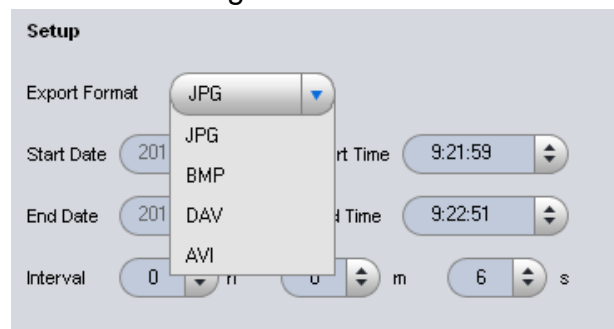 Setup
Export Format JPG
JPG
Start Date 201 rt Time 9:21:59
BMP
End Date 201 DAV Time 9:22:51
AVI
Interval 0 m 6 s